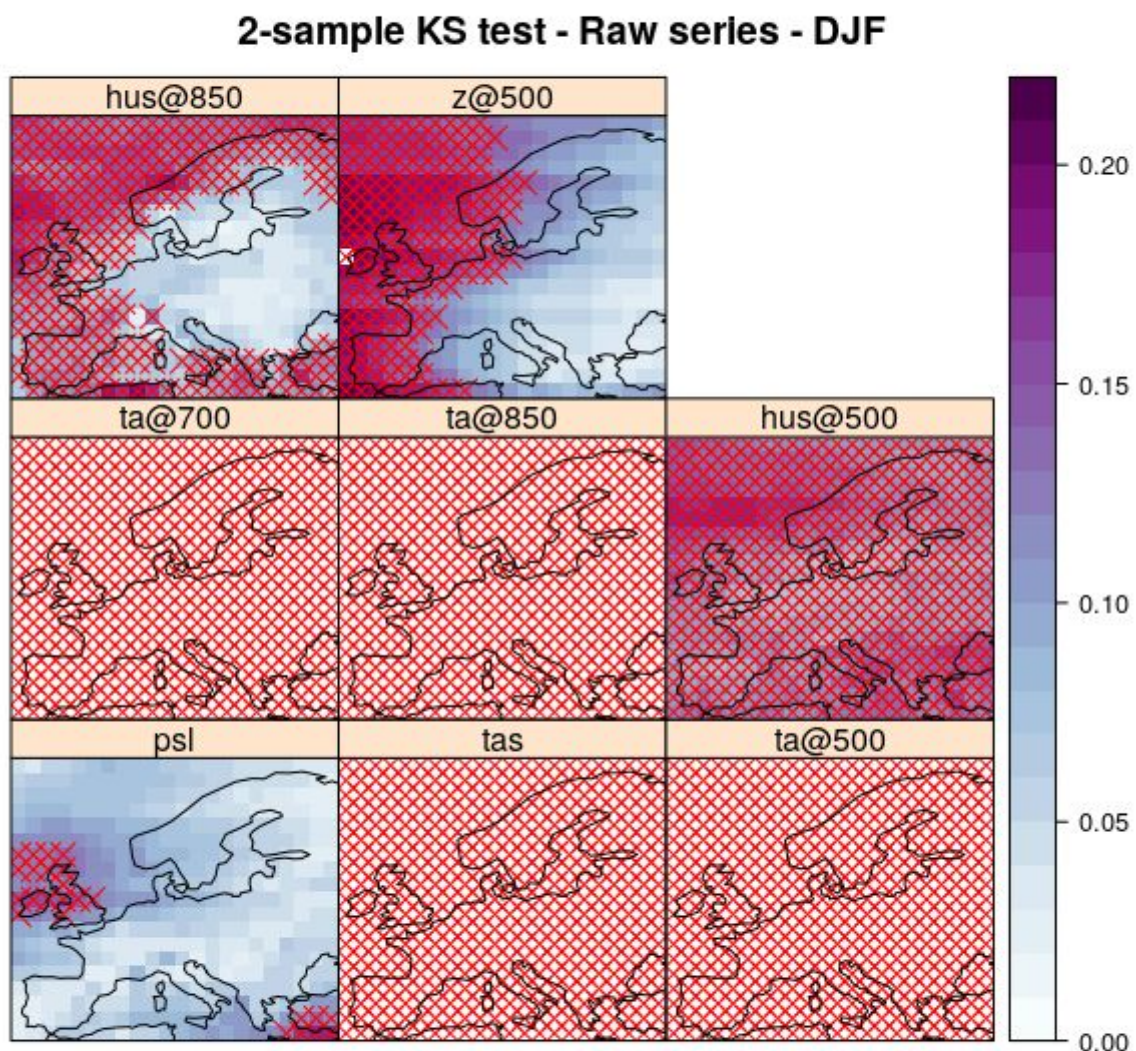 2-sample KS test - Raw series - DJF
hus@850
z@500
ta@700
ta@850
hus@500
psl
tas
ta@500
0.20
0.15
0.10
0.05
0.00